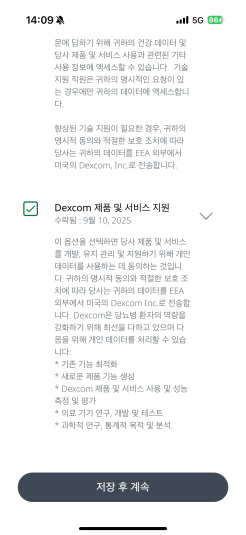 14:09
5G 86
문에 답하기 위해 귀하의 건강 데이터 및
당사 제품 및 서비스 사용과 관련된 기타
사용 정보에 액세스할 수 있습니다. 기술
지원 직원은 귀하의 명시적인 요청이 있
는 경우에만 귀하의 데이터에 액세스합니
다.
향상된 기술 지원이 필요한 경우, 귀하의
명시적 동의와 적절한 보호 조치에 따라
당사는 귀하의 데이터를 EEA 외부에서
미국의 Dexcom, Inc.로 전송합니다.
Dexcom 제품 및 서비스 지원
수락됨 : 9월 10, 2025
이 옵션을 선택하면 당사 제품 및 서비스
를 개발, 유지 관리 및 지원하기 위해 개인
데이터를 사용하는 데 동의하는 것입니
다. 귀하의 명시적 동의와 적절한 보호 조
치에 따라 당사는 귀하의 데이터를 EEA
외부에서 미국의 Dexcom Inc.로 전송합
니다. Dexcom은 당뇨병 환자의 역량을
강화하기 위해 최선을 다하고 있으며 다
음을 위해 개인 데이터를 처리할 수 있습
니다:
* 기존 기능 최적화
* 새로운 제품 기능 생성
* Dexcom 제품 및 서비스 사용 및 성능
측정 및 평가
* 의료 기기 연구, 개발 및 테스트
* 과학적 연구, 통계적 목적 및 분석.
저장 후 계속